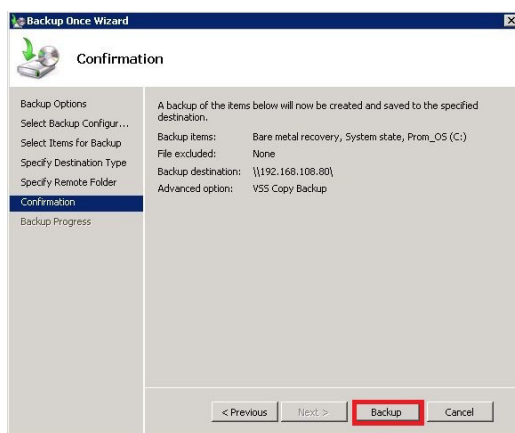 Backup Once Wizard
Confirmation
Backup Options
Select Backup Configur...
Select Items for Backup
Specify Destination Type
Specify Remote Folder
Confirmation
Backup Progress
A backup of the items below will now be created and saved to the specified
destination.
Backup items: Bare metal recovery, System state, Prom_OS (C:)
File excluded: None
Backup destination: \\192.168.108.80\
Advanced option: VSS Copy Backup
< Previous Next > Backup Cancel